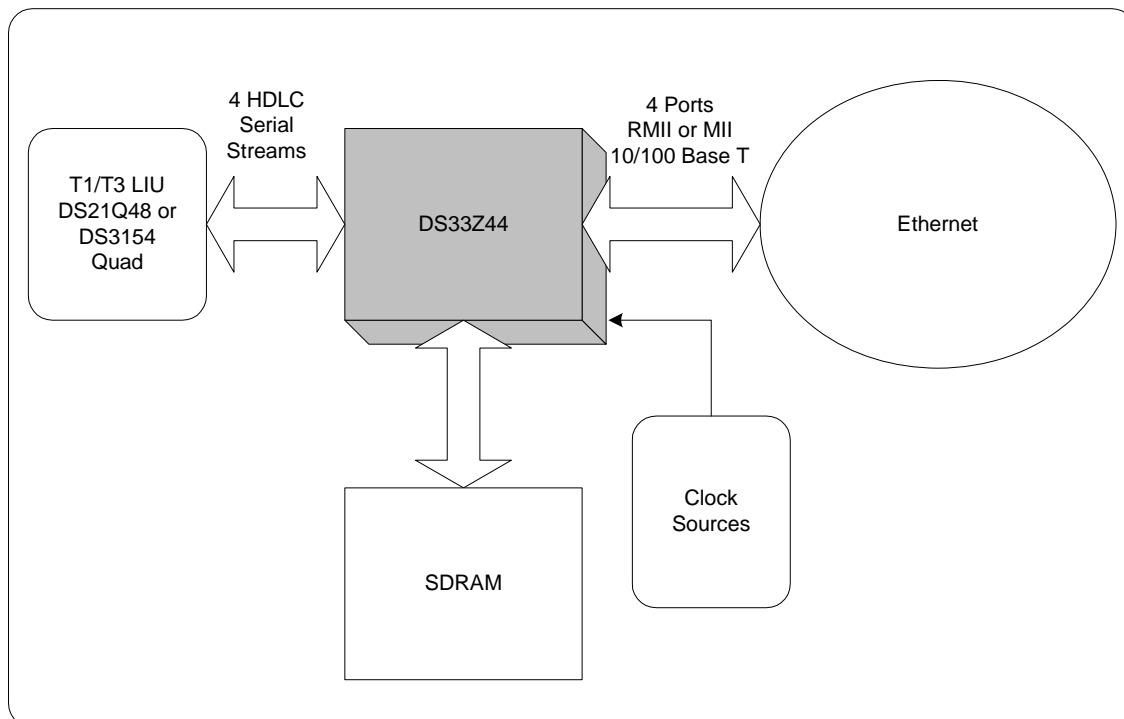 4 HDLC
Serial
Streams
4 Ports
RMII or MII
10/100 Base T
T1/T3 LIU
DS21Q48 or
DS3154
Quad
DS33Z44
Ethernet
Clock
Sources
SDRAM